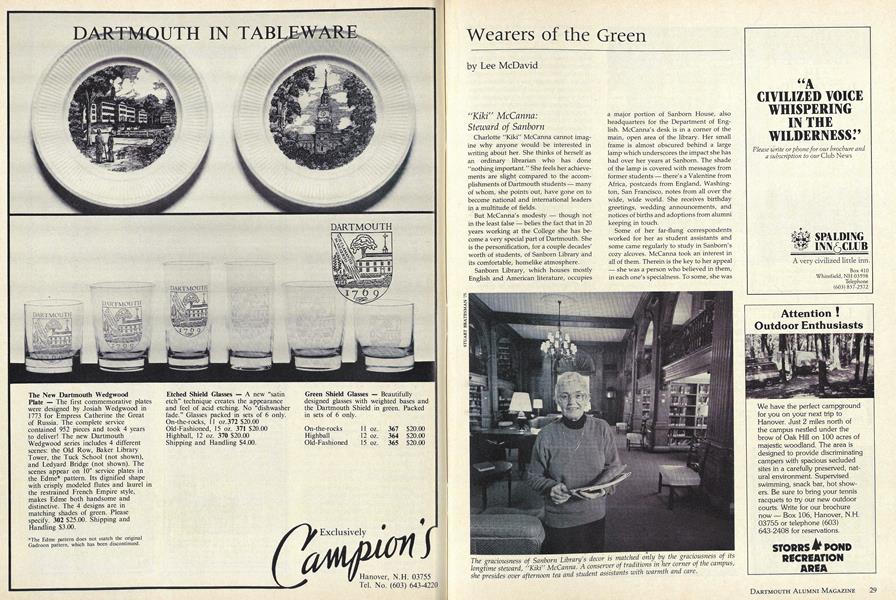 DARTMOUTH IN TABLEWARE
DARTMOUTH
1769
DARTMOUTH
1769
DARTMOUTH
1769
DARTMOUTH
1769
The New Dartmouth Wedgwood
Plate — The first commemorative plates
were designed by Josiah Wedgwood in
1773 for Empress Catherine the Great
of Russia. The complete service
contained 952 pieces and took 4 years
to deliver! The new Dartmouth
Wedgwood series includes 4 different
scenes: the Old Row, Baker Library
Tower, the Tuck School (not shown),
and Ledyard Bridge (not shown). The
scenes appear on 10" service plates in
the Edme* pattern. Its dignified shape
with crisply modeled flutes and laurel in
the restrained French Empire style,
makes Edme both handsome and
distinctive. The 4 designs are in
matching shades of green. Please
specify. 302 $25.00. Shipping and
Handling $3.00.
*The Edme pattern does not match the original
Gadroon pattern, which has been discontinued.
Etched Shield Glasses — A new "satin
etch" technique creates the appearance
and feel of acid etching. No "dishwasher
fade." Glasses packed in sets of 6 only.
On-the-rocks, 11 oz. 372 $20.00
Old-Fashioned, 15 oz. 371 $20.00
Highball, 12 oz. 370 $20.00
Shipping and Handling $4.00.
Green Shield Glasses — Beautifully
designed glasses with weighted bases and
the Dartmouth Shield in green. Packed
in sets of 6 only.
On-the-rocks 11 oz. 367 $20.00
Highball 12 oz. 364 $20.00
Old-Fashioned 15 oz. 365 $20.00
Exclusively
Campion's
Hanover, N.H. 03755
Tel. No. (603) 643-4220
Wearers of the Green
by Lee McDavid
"Kiki" McCanna:
Steward of Sanborn
Charlotte "Kiki" McCanna cannot imag-
ine why anyone would be interested in
writing about her. She thinks of herself as
an ordinary librarian who has done
"nothing important." She feels her achieve-
ments are slight compared to the accom-
plishments of Dartmouth students — many
of whom, she points out, have gone on to
become national and international leaders
in a multitude of fields.
But McCanna's modesty — though not
in the least false — belies the fact that in 20
years working at the College she has be-
come a very special part of Dartmouth. She
is the personification, for a couple decades'
worth of students, of Sanborn Library and
its comfortable, homelike atmosphere.
Sanborn Library, which houses mostly
English and American literature, occupies
a major portion of Sanborn House, also
headquarters for the Department of Eng-
lish. McCanna's desk is in a corner of the
main, open area of the library. Her small
frame is almost obscured behind a large
lamp which underscores the impact she has
had over her years at Sanborn. The shade
of the lamp is covered with messages from
former students — there's a Valentine from
Africa, postcards from England, Washing-
ton, San Francisco, notes from all over the
wide, wide world. She receives birthday
greetings, wedding announcements, and
notices of births and adoptions from alumni
keeping in touch.
Some of her far-flung correspondents
worked for her as student assistants and
some came regularly to study in Sanborn's
cozy alcoves. McCanna took an interest in
all of them. Therein is the key to her appeal
— she was a person who believed in them,
in each one's specialness. To some, she was
STUART BRATESMAN '75
The graciousness of Sanborn Library's decor is matched only by the graciousness of its
longtime steward, "Kiki" McCanna. A conserver of traditions in her corner of the campus,
she presides over afternoon tea and student assistants with warmth and care.
"A
CIVILIZED VOICE
WHISPERING
IN THE
WILDERNESS."
Please write or phone for our brochure and
a subscription to our Club News
SPALDING
INN & CLUB
A very civilized little inn.
Box 410
Whitefield, NH 03598
Telephone
(603) 837-2572
Attention !
Outdoor Enthusiasts
We have the perfect campground
for you on your next trip to
Hanover. Just 2 miles north of
the campus nestled under the
brow of Oak Hill on 100 acres of
majestic woodland. The area is
designed to provide discriminating
campers with spacious secluded
sites in a carefully preserved, nat-
ural environment. Supervised
swimming, snack bar, hot show-
ers. Be sure to bring your tennis
racquets to try our new outdoor
courts. Write for our brochure
now — Box 106, Hanover, N.H.
03755 or telephone (603)
643-2408 for reservations.
STORRS POND
RECREATION
AREA
DARTMOUTH ALUMNI MAGAZINE 29